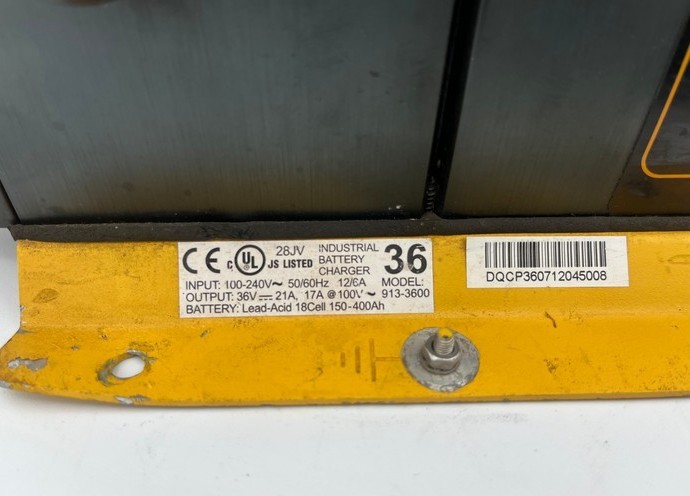 CE c UL 28JV INDUSTRIAL
JS LISTED BATTERY
CHARGER 36
INPUT: 100-240V~ 50/60Hz 12/6A MODEL:
OUTPUT: 36V⎓ 21A, 17A @ 100V~ 913-3600
BATTERY: Lead-Acid 18Cell 150-400Ah
DQCP360712045008